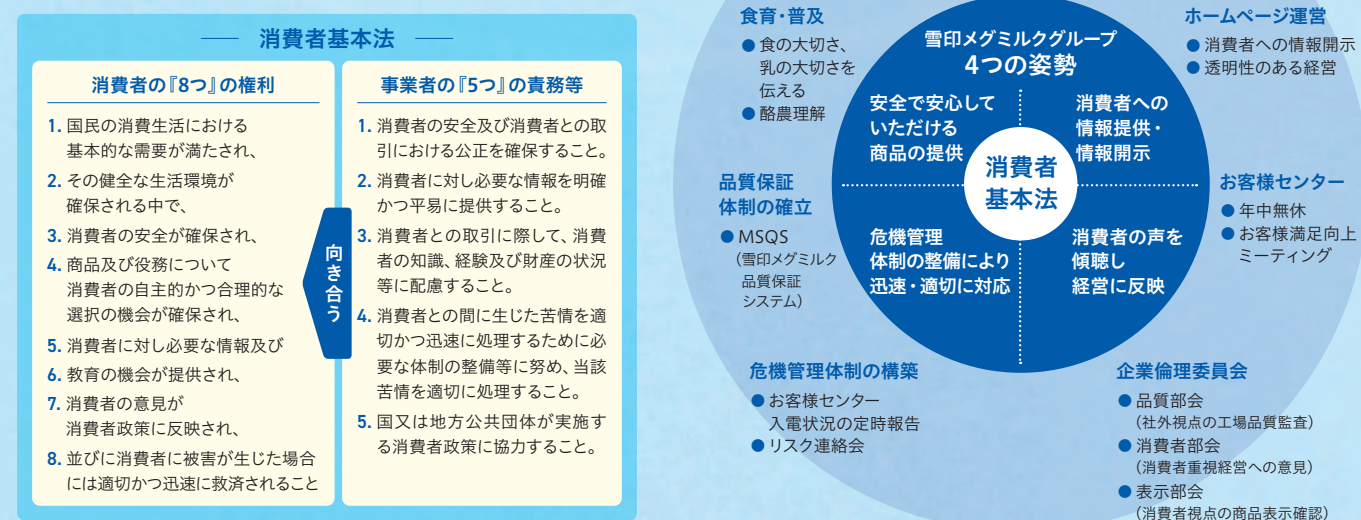 消費者基本法
消費者の『8つ』の権利
1. 国民の消費生活における
基本的な需要が満たされ、
2. その健全な生活環境が
確保される中で、
3. 消費者の安全が確保され、
4. 商品及び役務について
消費者の自主的かつ合理的な
選択の機会が確保され、
5. 消費者に対し必要な情報及び
6. 教育の機会が提供され、
7. 消費者の意見が
消費者政策に反映され、
8. 並びに消費者に被害が生じた場合
には適切かつ迅速に救済されること
向き合う
事業者の『5つ』の責務等
1. 消費者の安全及び消費者との取
引における公正を確保すること。
2. 消費者に対し必要な情報を明確
かつ平易に提供すること。
3. 消費者との取引に際して、消費
者の知識、経験及び財産の状況
等に配慮すること。
4. 消費者との間に生じた苦情を適
切かつ迅速に処理するために必
要な体制の整備等に努め、当該
苦情を適切に処理すること。
5. 国又は地方公共団体が実施す
る消費者政策に協力すること。
食育・普及
● 食の大切さ、
乳の大切さを
伝える
● 酪農理解
品質保証
体制の確立
● MSQS
(雪印メグミルク
品質保証
システム)
危機管理体制の構築
● お客様センター
入電状況の定時報告
● リスク連絡会
雪印メグミルクグループ
4つの姿勢
安全で安心して
いただける
商品の提供
消費者への
情報提供・
情報開示
消費者
基本法
危機管理
体制の整備により
迅速・適切に対応
消費者の声を
傾聴し
経営に反映
ホームページ運営
● 消費者への情報開示
● 透明性のある経営
お客様センター
● 年中無休
● お客様満足向上
ミーティング
企業倫理委員会
● 品質部会
(社外視点の工場品質監査)
● 消費者部会
(消費者重視経営への意見)
● 表示部会
(消費者視点の商品表示確認)